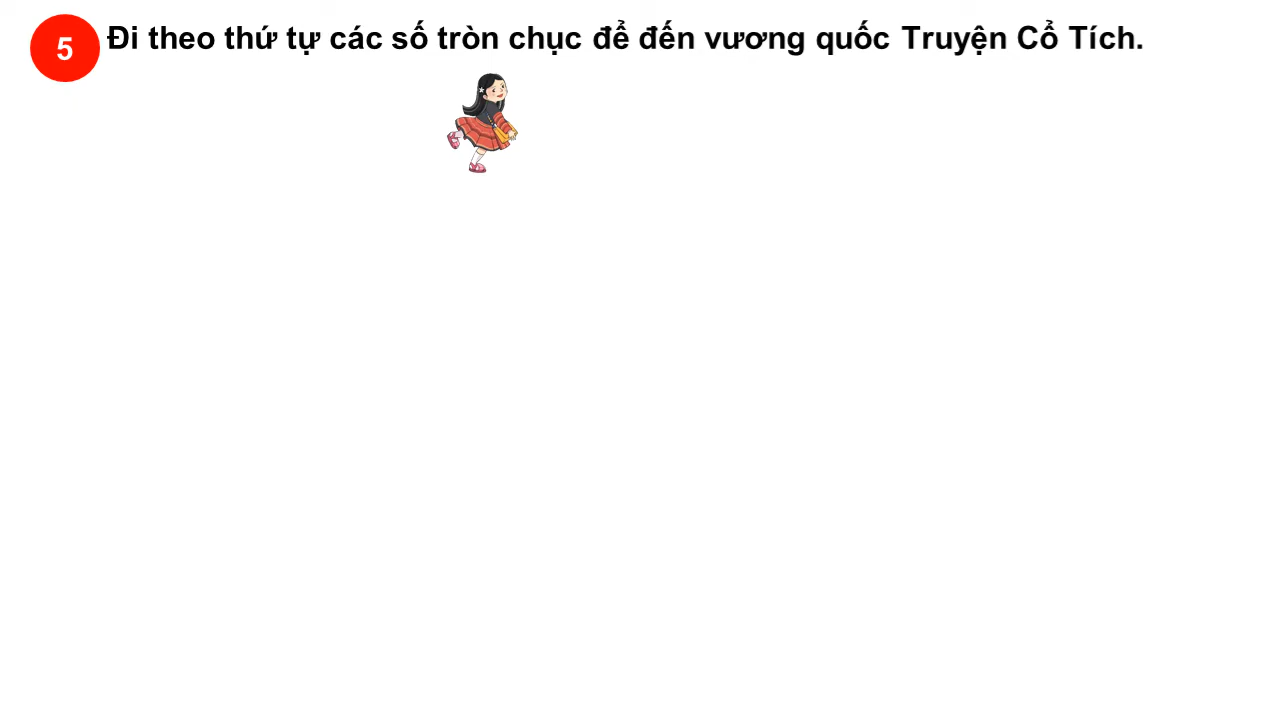 5 Đi theo thứ tự các số tròn chục để đến vương quốc Truyện Cổ Tích.